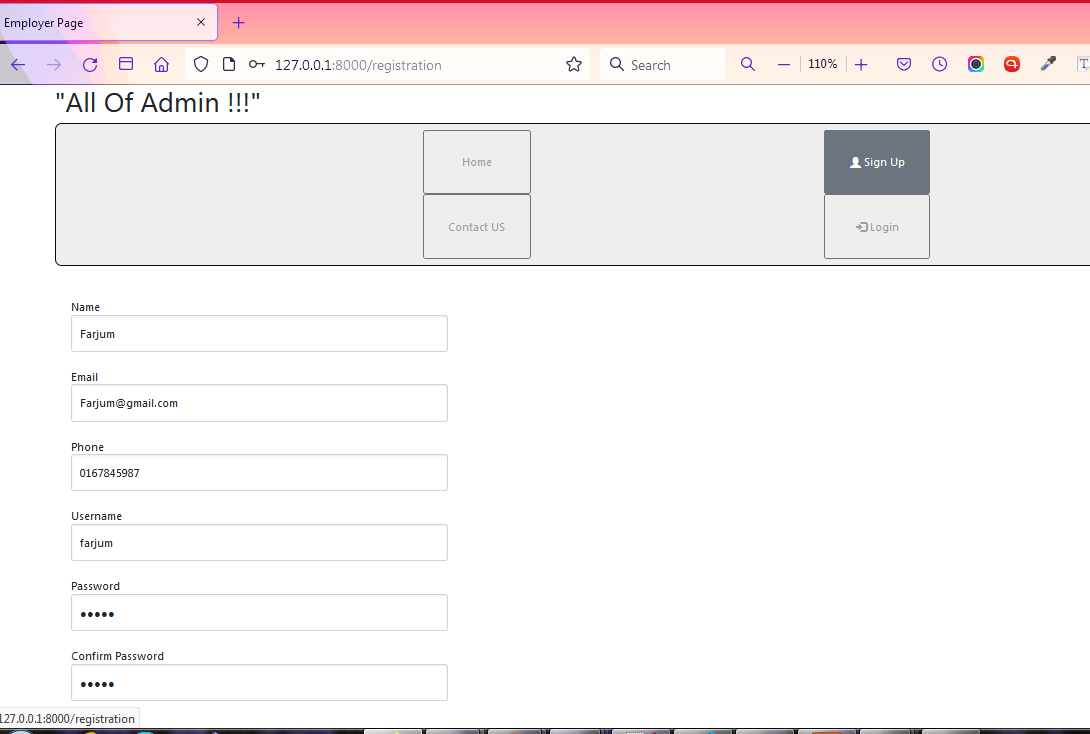 Employer Page
127.0.0.1:8000/registration
Search
110%
"All Of Admin !!!"
Home
Sign Up
Contact US
Login
Name
Farjum
Email
Farjum@gmail.com
Phone
0167845987
Username
farjum
Password
•••••
Confirm Password
•••••
127.0.0.1:8000/registration